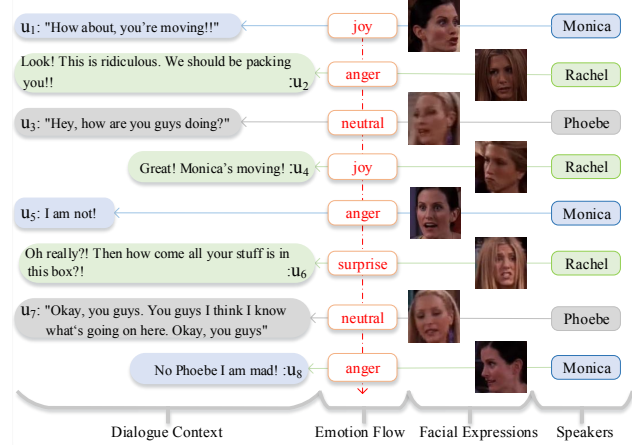 u1: "How about, you're moving!!" joy Monica
Look! This is ridiculous. We should be packing
you!! :u2 anger Rachel
u3: "Hey, how are you guys doing?" neutral Phoebe
Great! Monica's moving! :u4 joy Rachel
u5: I am not! anger Monica
Oh really?! Then how come all your stuff is in
this box?! :u6 surprise Rachel
u7: "Okay, you guys. You guys I think I know
what's going on here. Okay, you guys" neutral Phoebe
No Phoebe I am mad! :u8 anger Monica
Dialogue Context Emotion Flow Facial Expressions Speakers